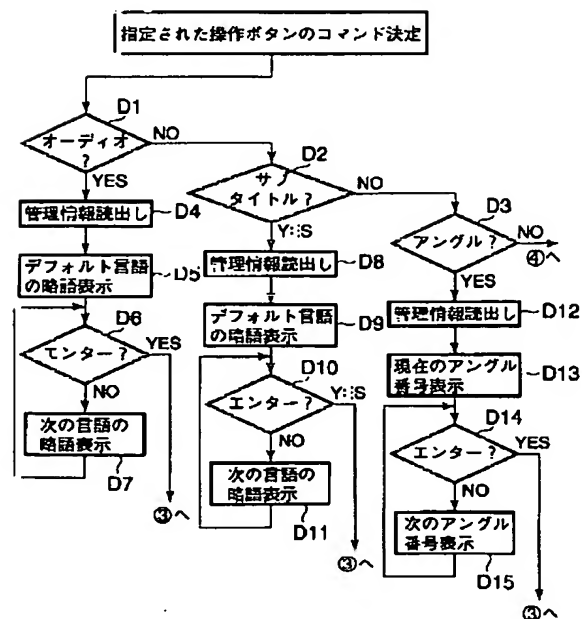 指定された操作ボタンのコマンド決定
D1
オーディオ
?
NO
YES
D2
サブ
タイトル?
NO
YES
D3
アングル?
NO
④へ
YES
管理情報読出し
D4
管理情報読出し
D8
管理情報読出し
D12
デフォルト言語
の略語表示
D5
デフォルト言語
の略語表示
D9
現在のアングル
番号表示
D13
D6
エンター?
YES
NO
D10
エンター?
YES
NO
D14
エンター?
YES
NO
次の言語の
略語表示
D7
次の言語の
略語表示
D11
次のアングル
番号表示
D15
③へ
③へ
③へ